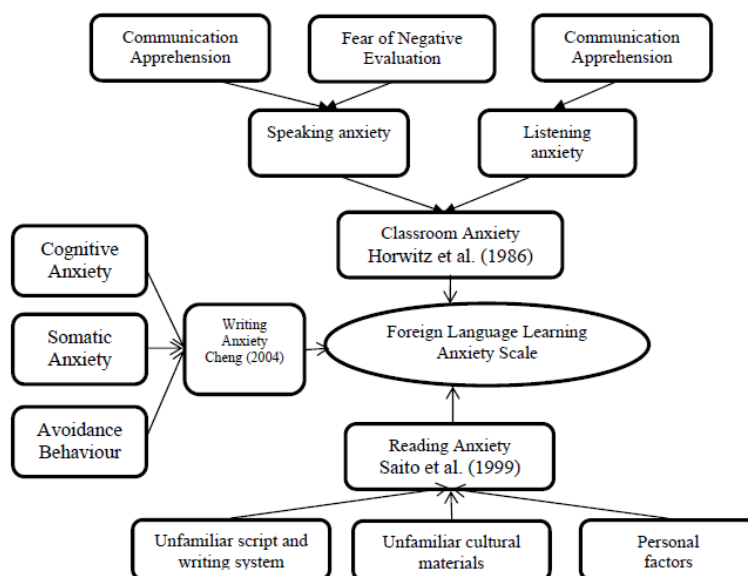 Communication
Apprehension
Fear of Negative
Evaluation
Communication
Apprehension
Speaking anxiety
Listening
anxiety
Classroom Anxiety
Horwitz et al. (1986)
Cognitive
Anxiety
Somatic
Anxiety
Avoidance
Behaviour
Writing
Anxiety
Cheng (2004)
Foreign Language Learning
Anxiety Scale
Reading Anxiety
Saito et al. (1999)
Unfamiliar script and
writing system
Unfamiliar cultural
materials
Personal
factors